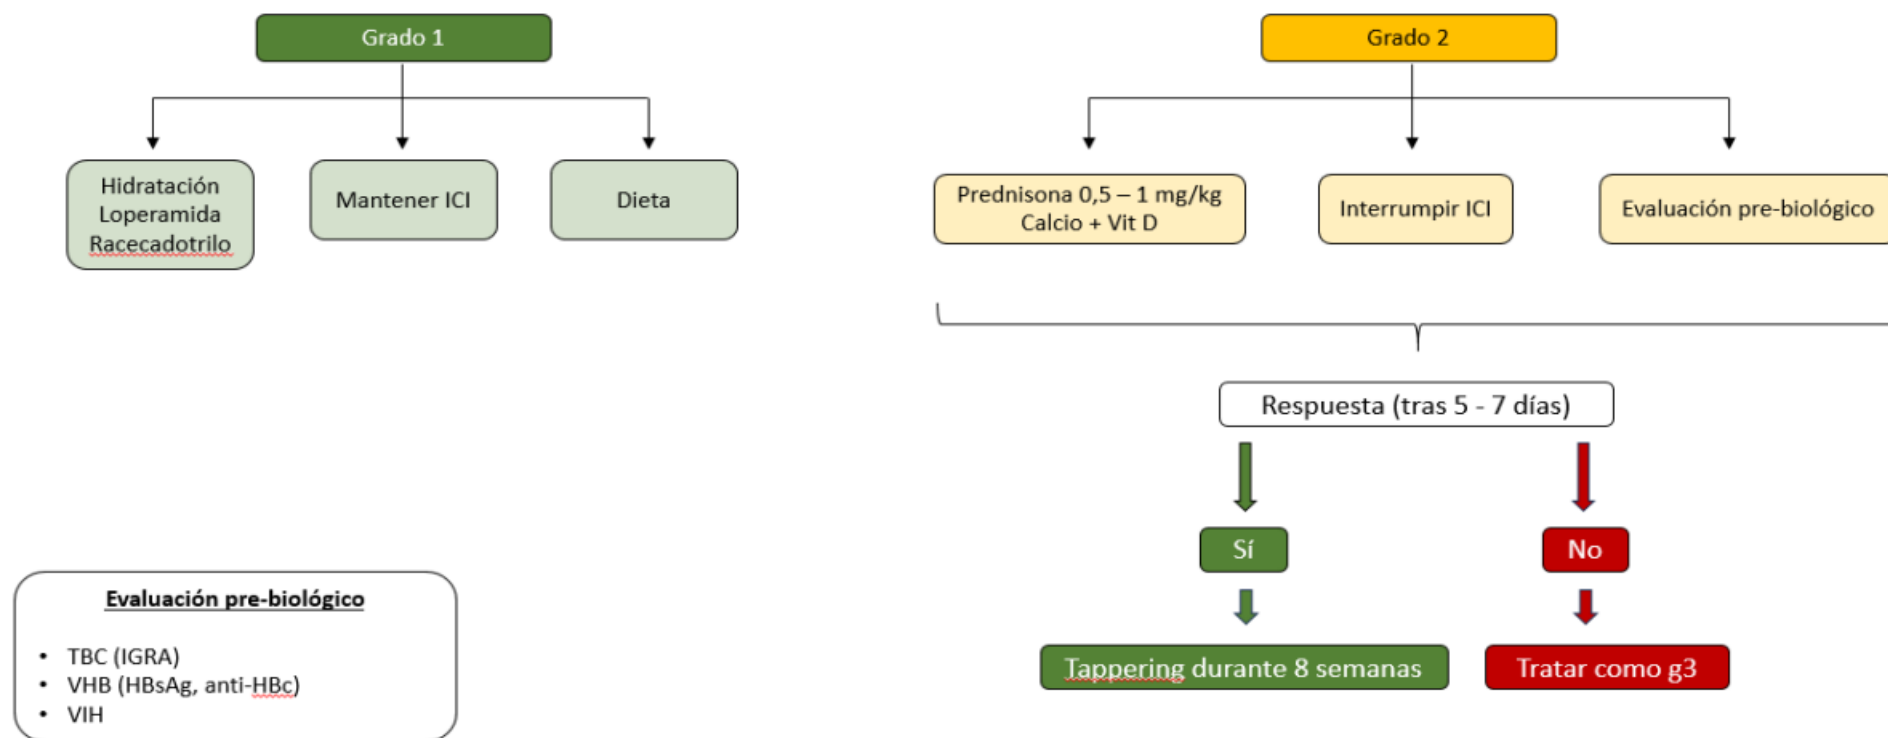 Grado 1
Hidratación
Loperamida
Racecadotrilo
Mantener ICI
Dieta
Grado 2
Prednisona 0,5 – 1 mg/kg
Calcio + Vit D
Interrumpir ICI
Evaluación pre-biológico
Respuesta (tras 5 - 7 días)
Sí
No
Tappering durante 8 semanas
Tratar como g3
Evaluación pre-biológico
• TBC (IGRA)
• VHB (HBsAg, anti-HBc)
• VIH